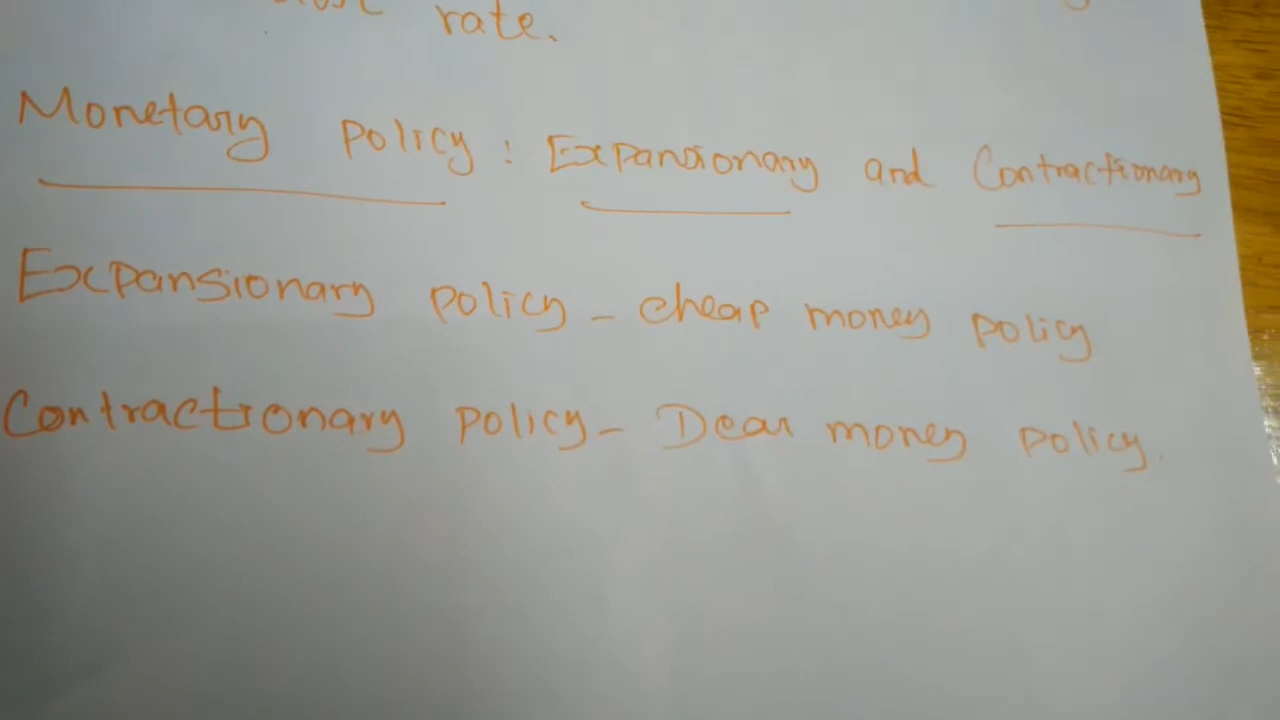 rate.
Monetary policy : Expansionary and Contractionary
Expansionary policy - cheap money policy
Contractionary policy - Dear money policy.